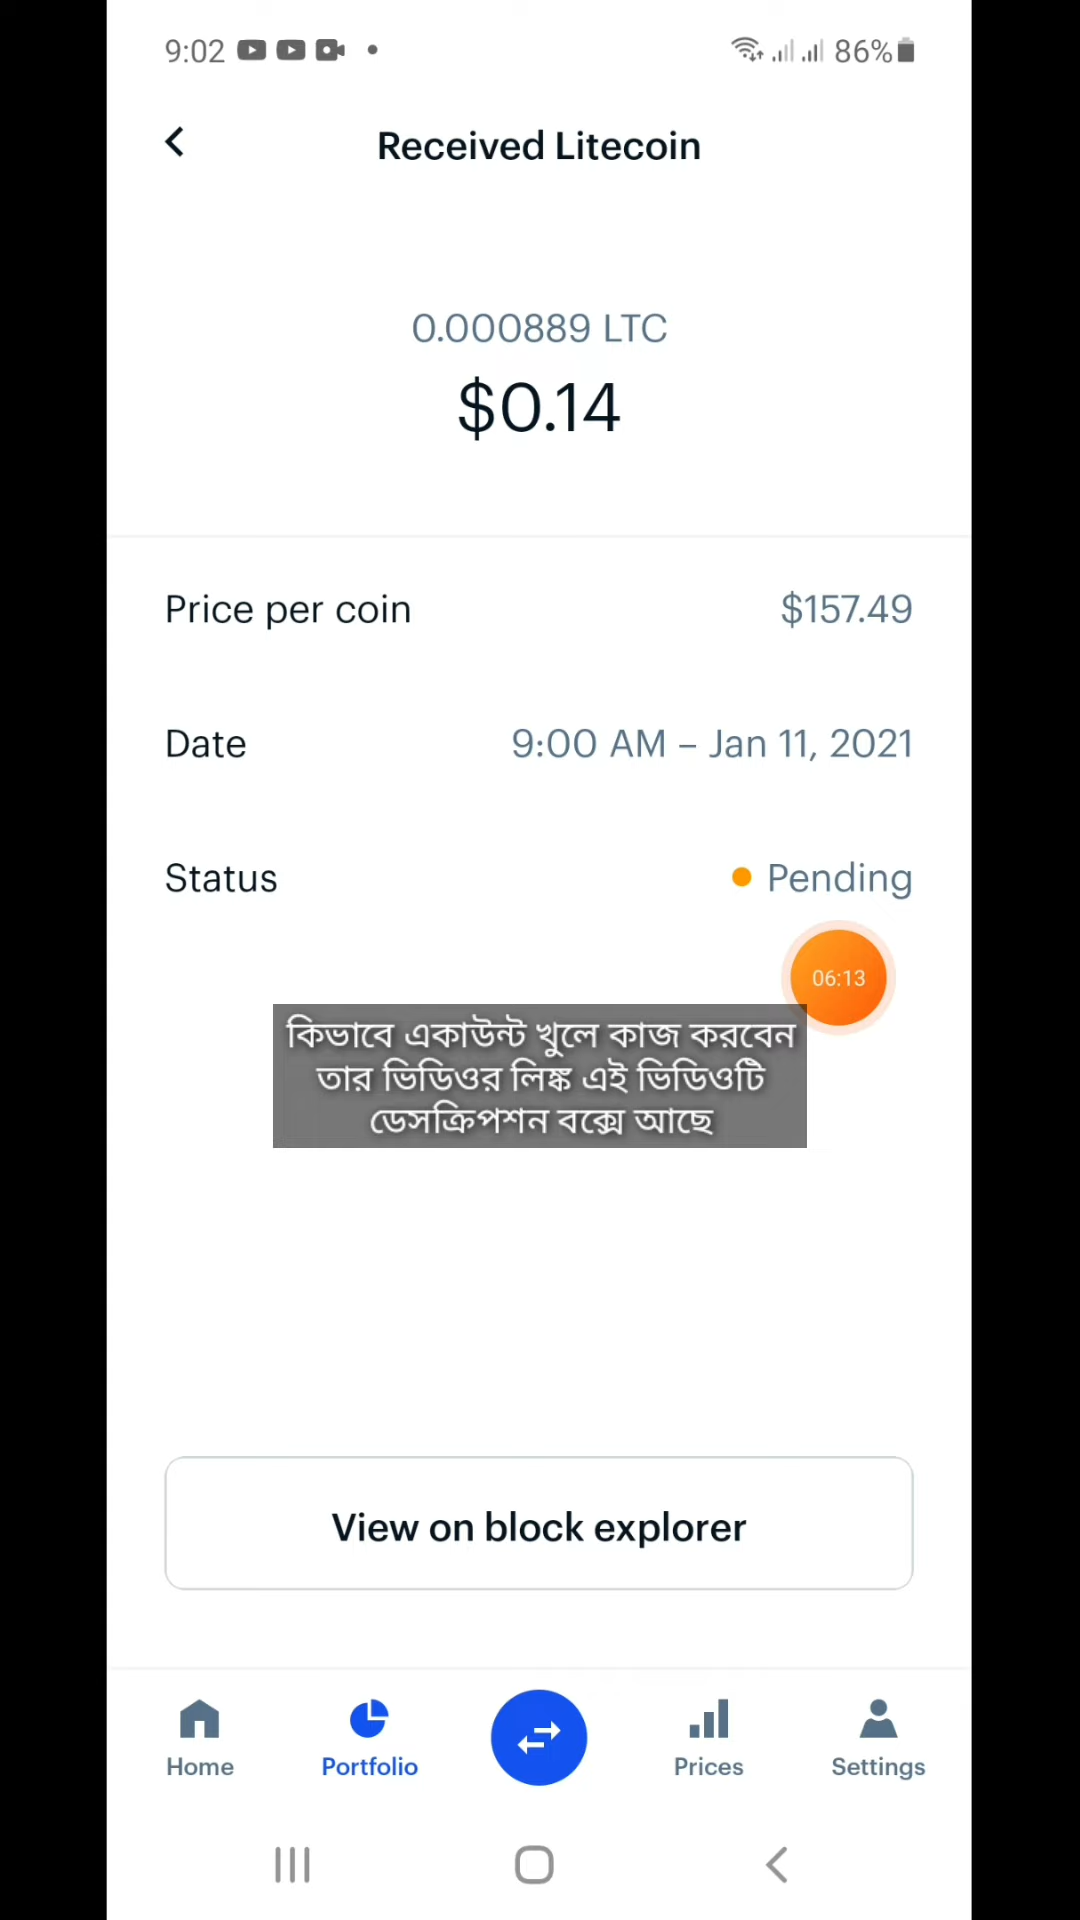 9:02 86%
Received Litecoin
0.000889 LTC
$0.14
Price per coin $157.49
Date 9:00 AM – Jan 11, 2021
Status Pending
06:13
কিভাবে একাউন্ট খুলে কাজ করবেন
তার ভিডিওর লিঙ্ক এই ভিডিওটি
ডেসক্রিপশন বক্সে আছে
View on block explorer
Home Portfolio Prices Settings